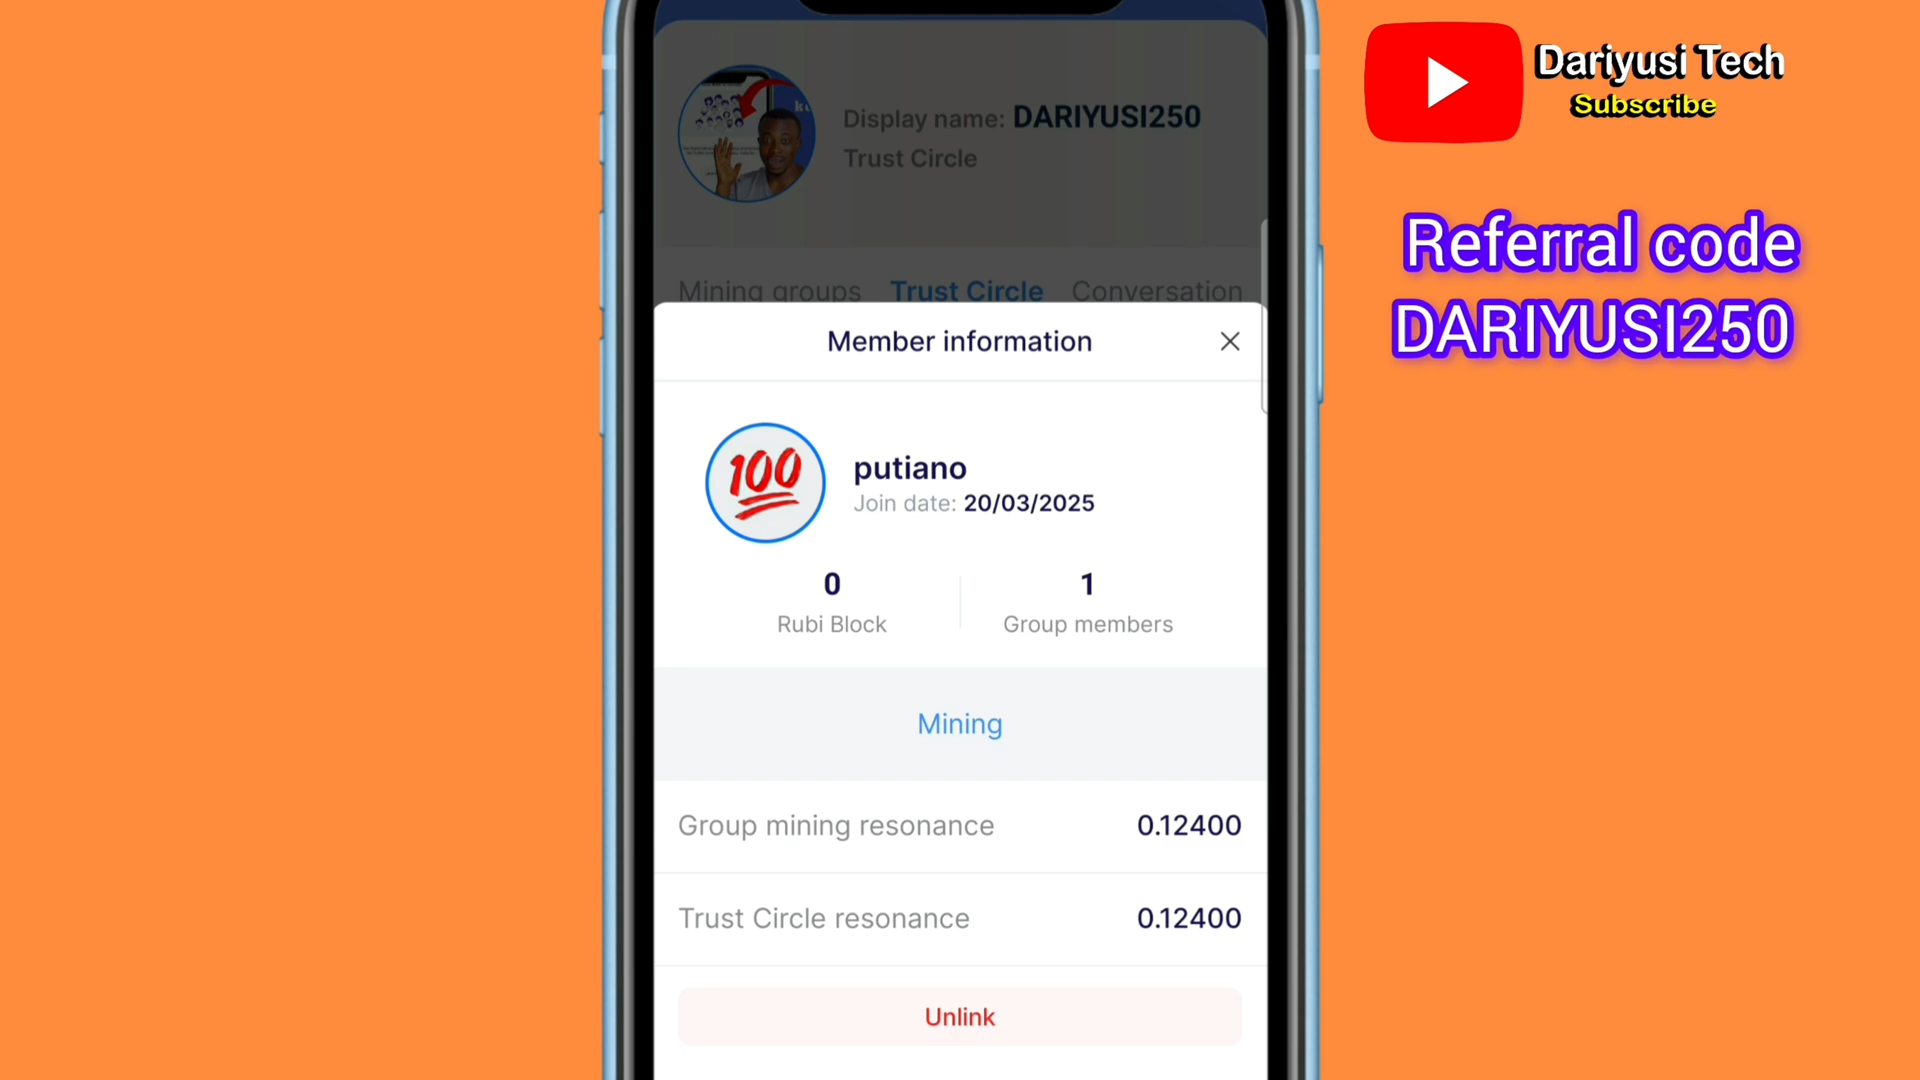 Dariyusi Tech
Subscribe
Referral code
DARIYUSI250
Display name: DARIYUSI250
Trust Circle
Mining groups Trust Circle Conversation
Member information
100
putiano
Join date: 20/03/2025
0 1
Rubi Block Group members
Mining
Group mining resonance 0.12400
Trust Circle resonance 0.12400
Unlink